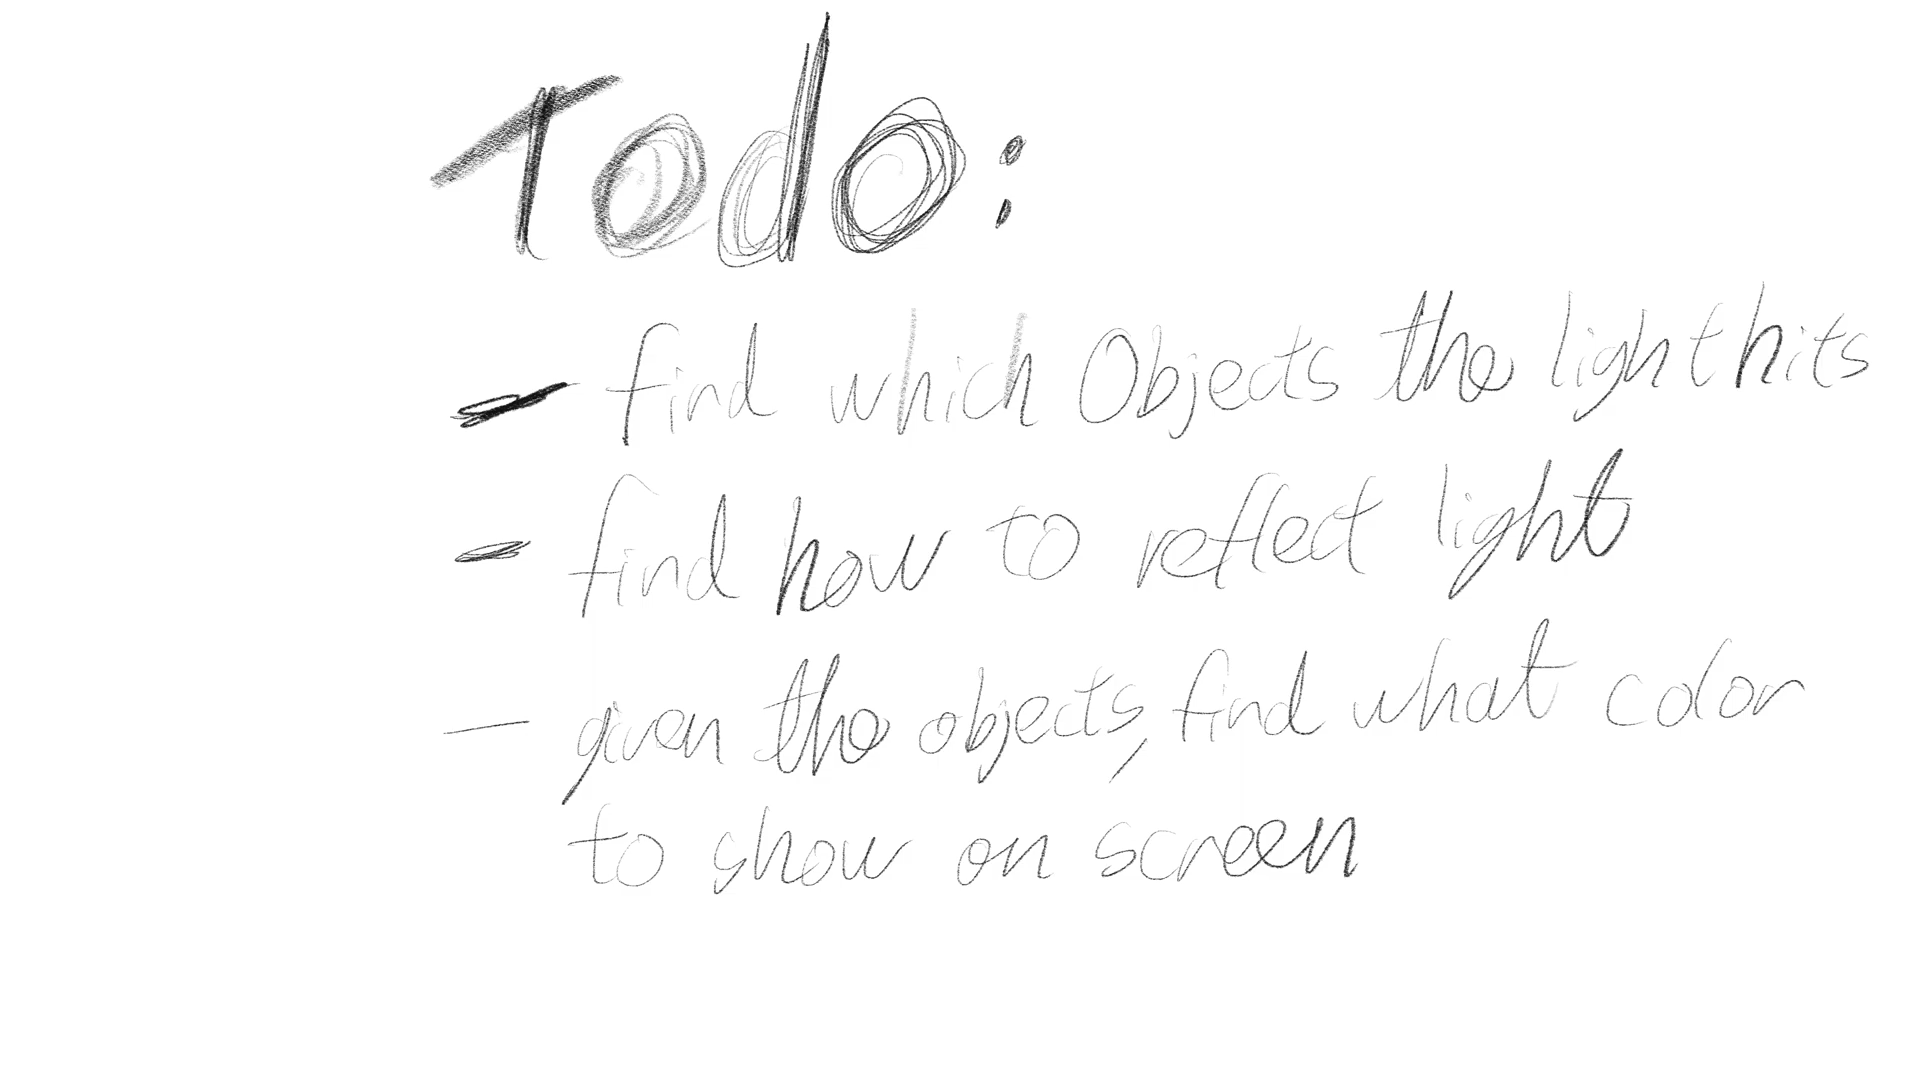 Todo:
- find which Objects the light hits
- find how to reflect light
- given the objects, find what color
to show on screen